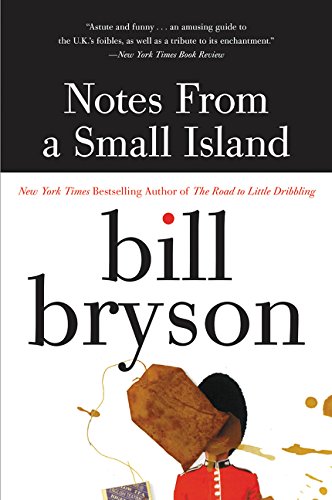 "Astute and funny . . . an amusing guide to
the U.K.'s foibles, as well as a tribute to its enchantment."
—New York Times Book Review
Notes From
a Small Island
New York Times Bestselling Author of The Road to Little Dribbling
bill
bryson